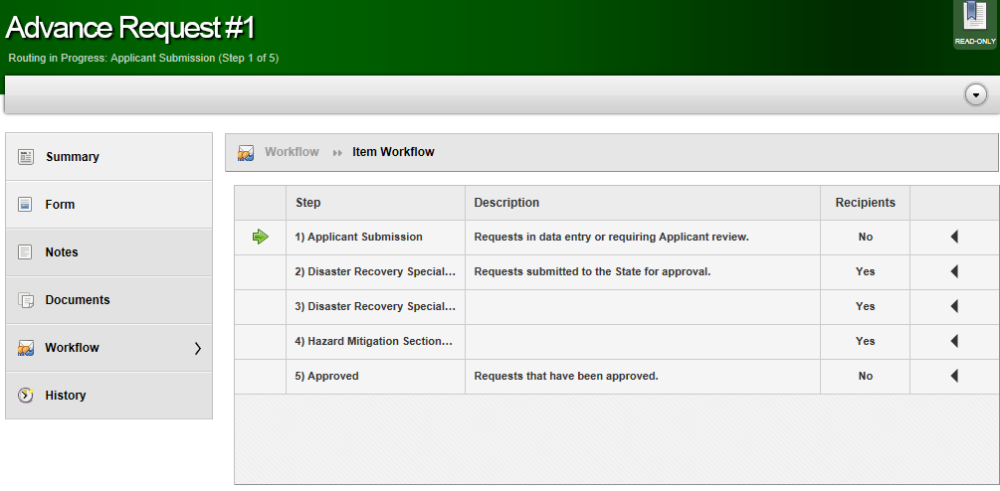 Advance Request #1
READ-ONLY
Routing in Progress: Applicant Submission (Step 1 of 5)
Summary
Form
Notes
Documents
Workflow
History
Workflow Item Workflow
Step Description Recipients
1) Applicant Submission Requests in data entry or requiring Applicant review. No
2) Disaster Recovery Special... Requests submitted to the State for approval. Yes
3) Disaster Recovery Special... Yes
4) Hazard Mitigation Section... Yes
5) Approved Requests that have been approved. No